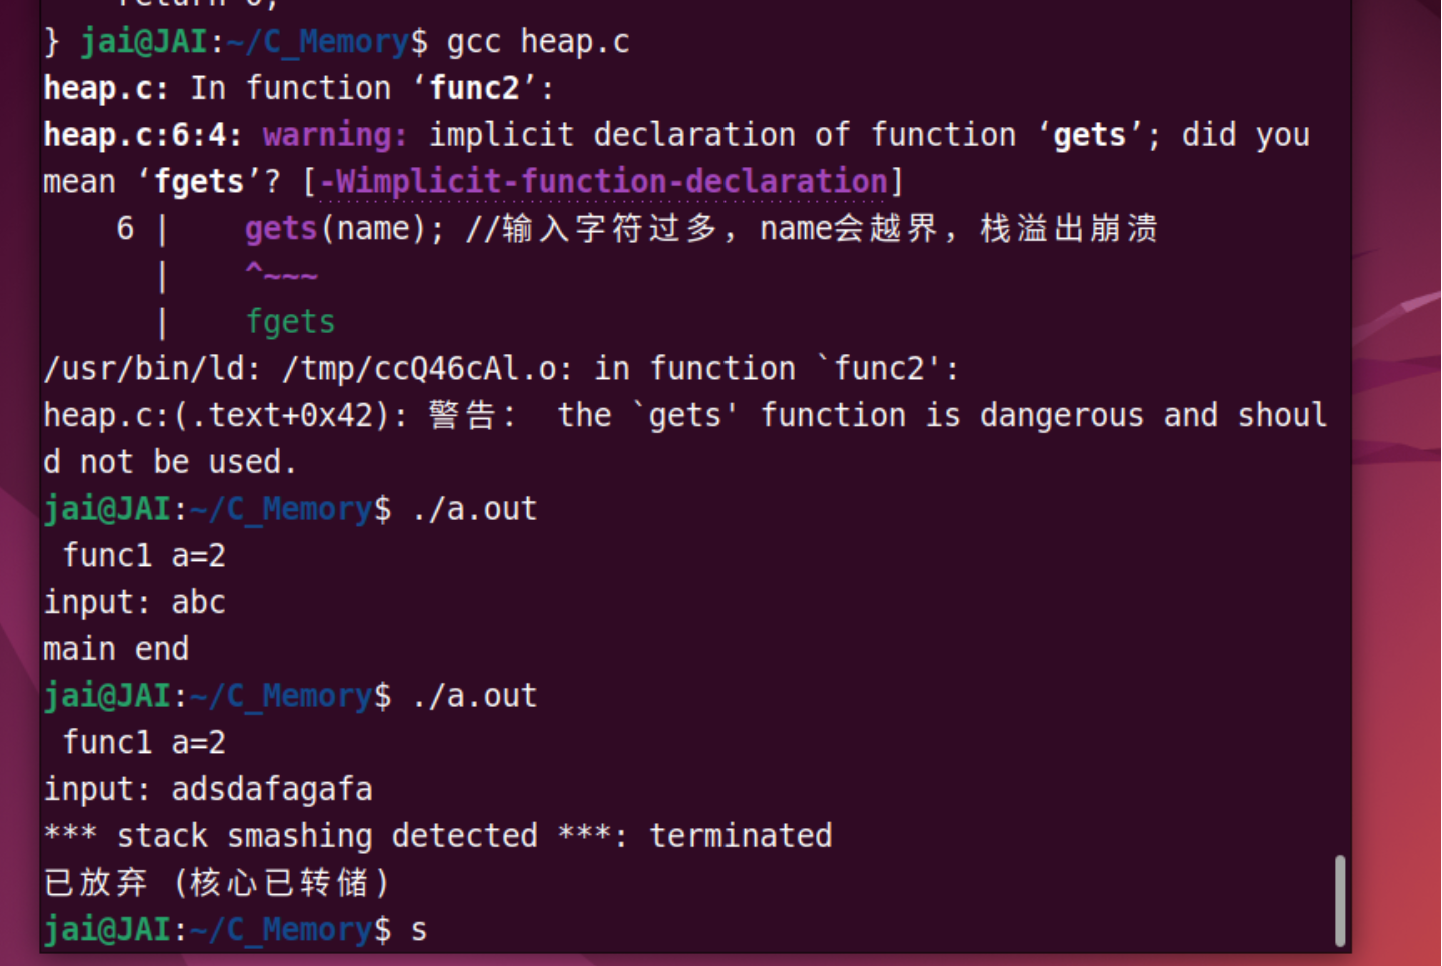 return 0;
} jai@JAI:~/C_Memory$ gcc heap.c
heap.c: In function ‘func2’:
heap.c:6:4: warning: implicit declaration of function ‘gets’; did you
mean ‘fgets’? [-Wimplicit-function-declaration]
6 |    gets(name); //输入字符过多，name会越界，栈溢出崩溃
|    ^~~~
|    fgets
/usr/bin/ld: /tmp/ccQ46cAl.o: in function `func2':
heap.c:(.text+0x42): 警告： the `gets' function is dangerous and shoul
d not be used.
jai@JAI:~/C_Memory$ ./a.out
func1 a=2
input: abc
main end
jai@JAI:~/C_Memory$ ./a.out
func1 a=2
input: adsdafagafa
*** stack smashing detected ***: terminated
已放弃 (核心已转储)
jai@JAI:~/C_Memory$ s